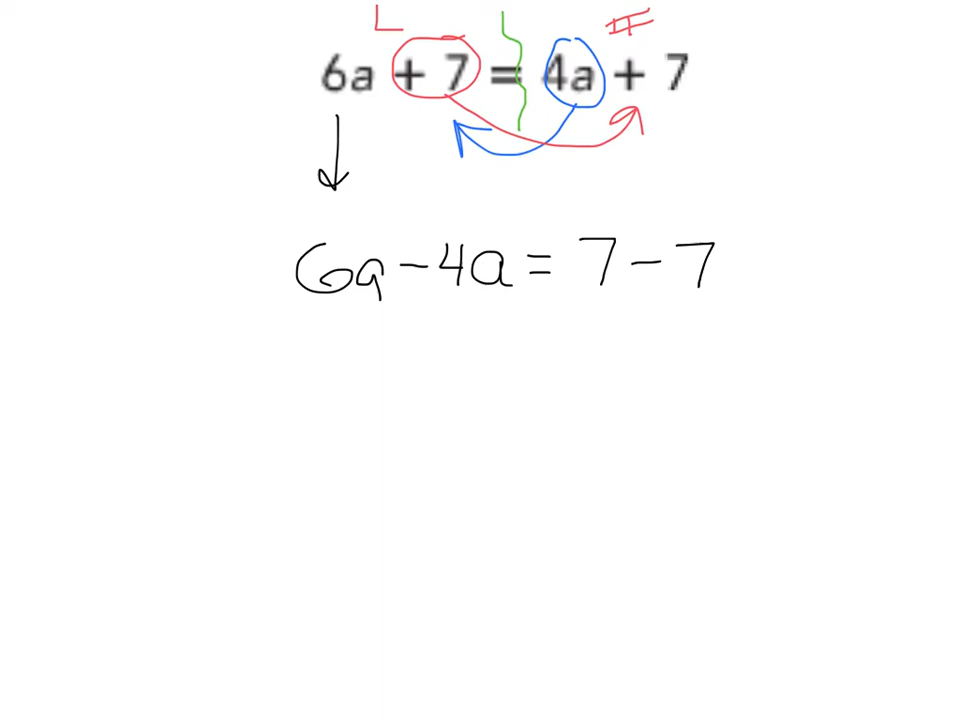 L #
6a + 7 = 4a + 7
6a - 4a = 7 - 7